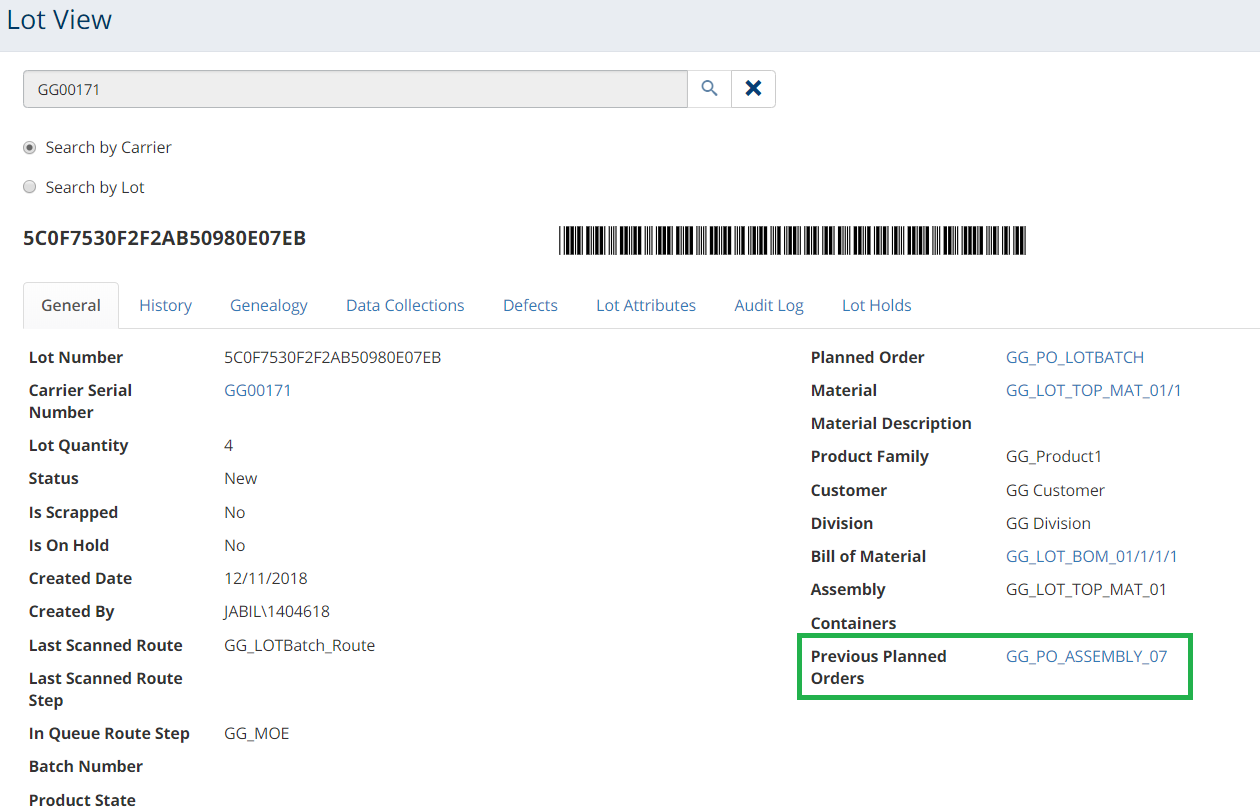 Lot View
GG00171
Search by Carrier
Search by Lot
5C0F7530F2F2AB50980E07EB
General History Genealogy Data Collections Defects Lot Attributes Audit Log Lot Holds
Lot Number 5C0F7530F2F2AB50980E07EB
Carrier Serial GG00171
Number
Lot Quantity 4
Status New
Is Scrapped No
Is On Hold No
Created Date 12/11/2018
Created By JABIL\1404618
Last Scanned Route GG_LOTBatch_Route
Last Scanned Route
Step
In Queue Route Step GG_MOE
Batch Number
Product State
Planned Order GG_PO_LOTBATCH
Material GG_LOT_TOP_MAT_01/1
Material Description
Product Family GG_Product1
Customer GG Customer
Division GG Division
Bill of Material GG_LOT_BOM_01/1/1/1
Assembly GG_LOT_TOP_MAT_01
Containers
Previous Planned GG_PO_ASSEMBLY_07
Orders